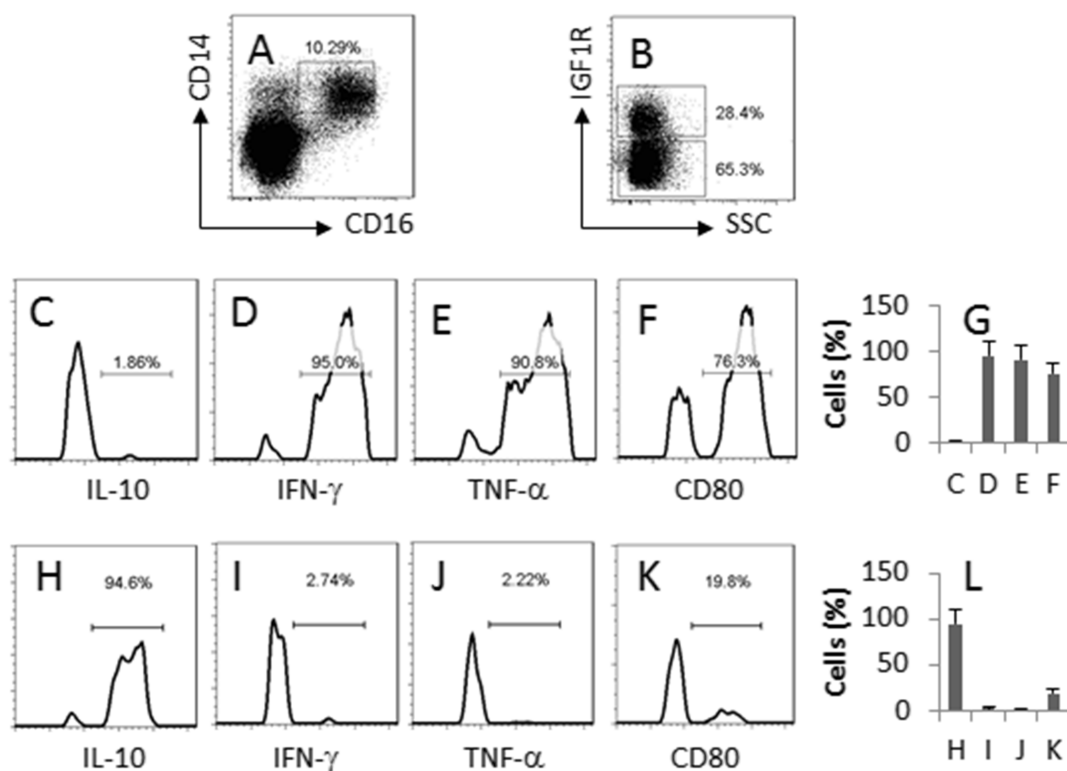 A
10.29%
CD14
CD16
B
28.4%
65.3%
IGF1R
SSC
C
1.86%
IL-10
D
95.0%
IFN-γ
E
90.8%
TNF-α
F
76.3%
CD80
G
Cells (%)
150
100
50
0
C D E F
H
94.6%
IL-10
I
2.74%
IFN-γ
J
2.22%
TNF-α
K
19.8%
CD80
L
Cells (%)
150
100
50
0
H I J K